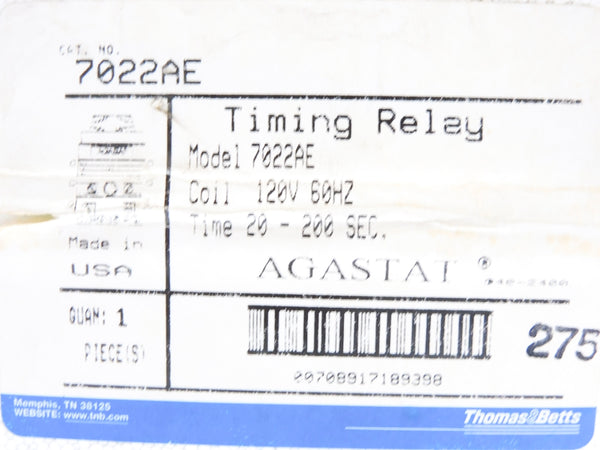 CAT. NO.
7022AE
Timing Relay
Model 7022AE
Coil 120V 60HZ
Time 20 - 200 SEC.
Made in
USA
AGASTAT ®
QUAN: 1
PIECE(S)
00708917189398
275
Memphis, TN 38125
WEBSITE: www.tnb.com
Thomas&Betts